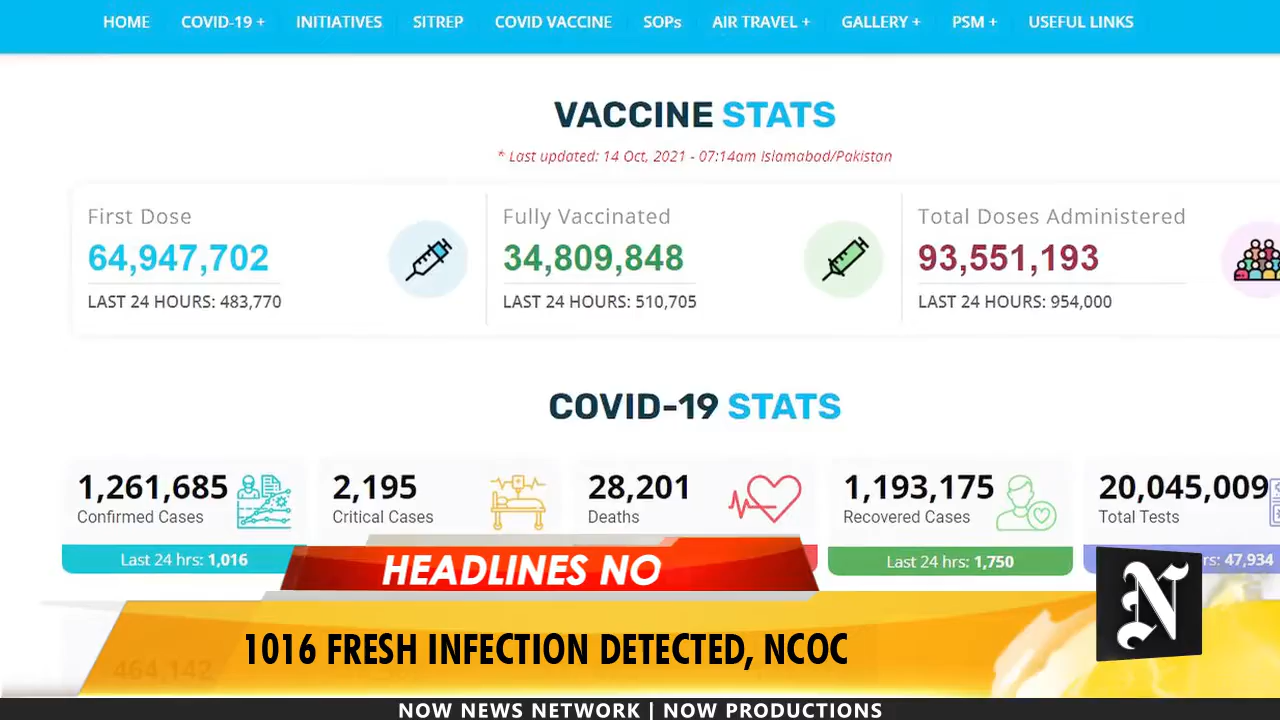 HOME COVID-19 + INITIATIVES SITREP COVID VACCINE SOPs AIR TRAVEL + GALLERY + PSM + USEFUL LINKS
VACCINE STATS
* Last updated: 14 Oct, 2021 - 07:14am Islamabad/Pakistan
First Dose
64,947,702
LAST 24 HOURS: 483,770
Fully Vaccinated
34,809,848
LAST 24 HOURS: 510,705
Total Doses Administered
93,551,193
LAST 24 HOURS: 954,000
COVID-19 STATS
1,261,685
Confirmed Cases
Last 24 hrs: 1,016
2,195
Critical Cases
28,201
Deaths
1,193,175
Recovered Cases
Last 24 hrs: 1,750
20,045,009
Total Tests
rs: 47,934
HEADLINES NO
1016 FRESH INFECTION DETECTED, NCOC
464,142
N
NOW NEWS NETWORK | NOW PRODUCTIONS